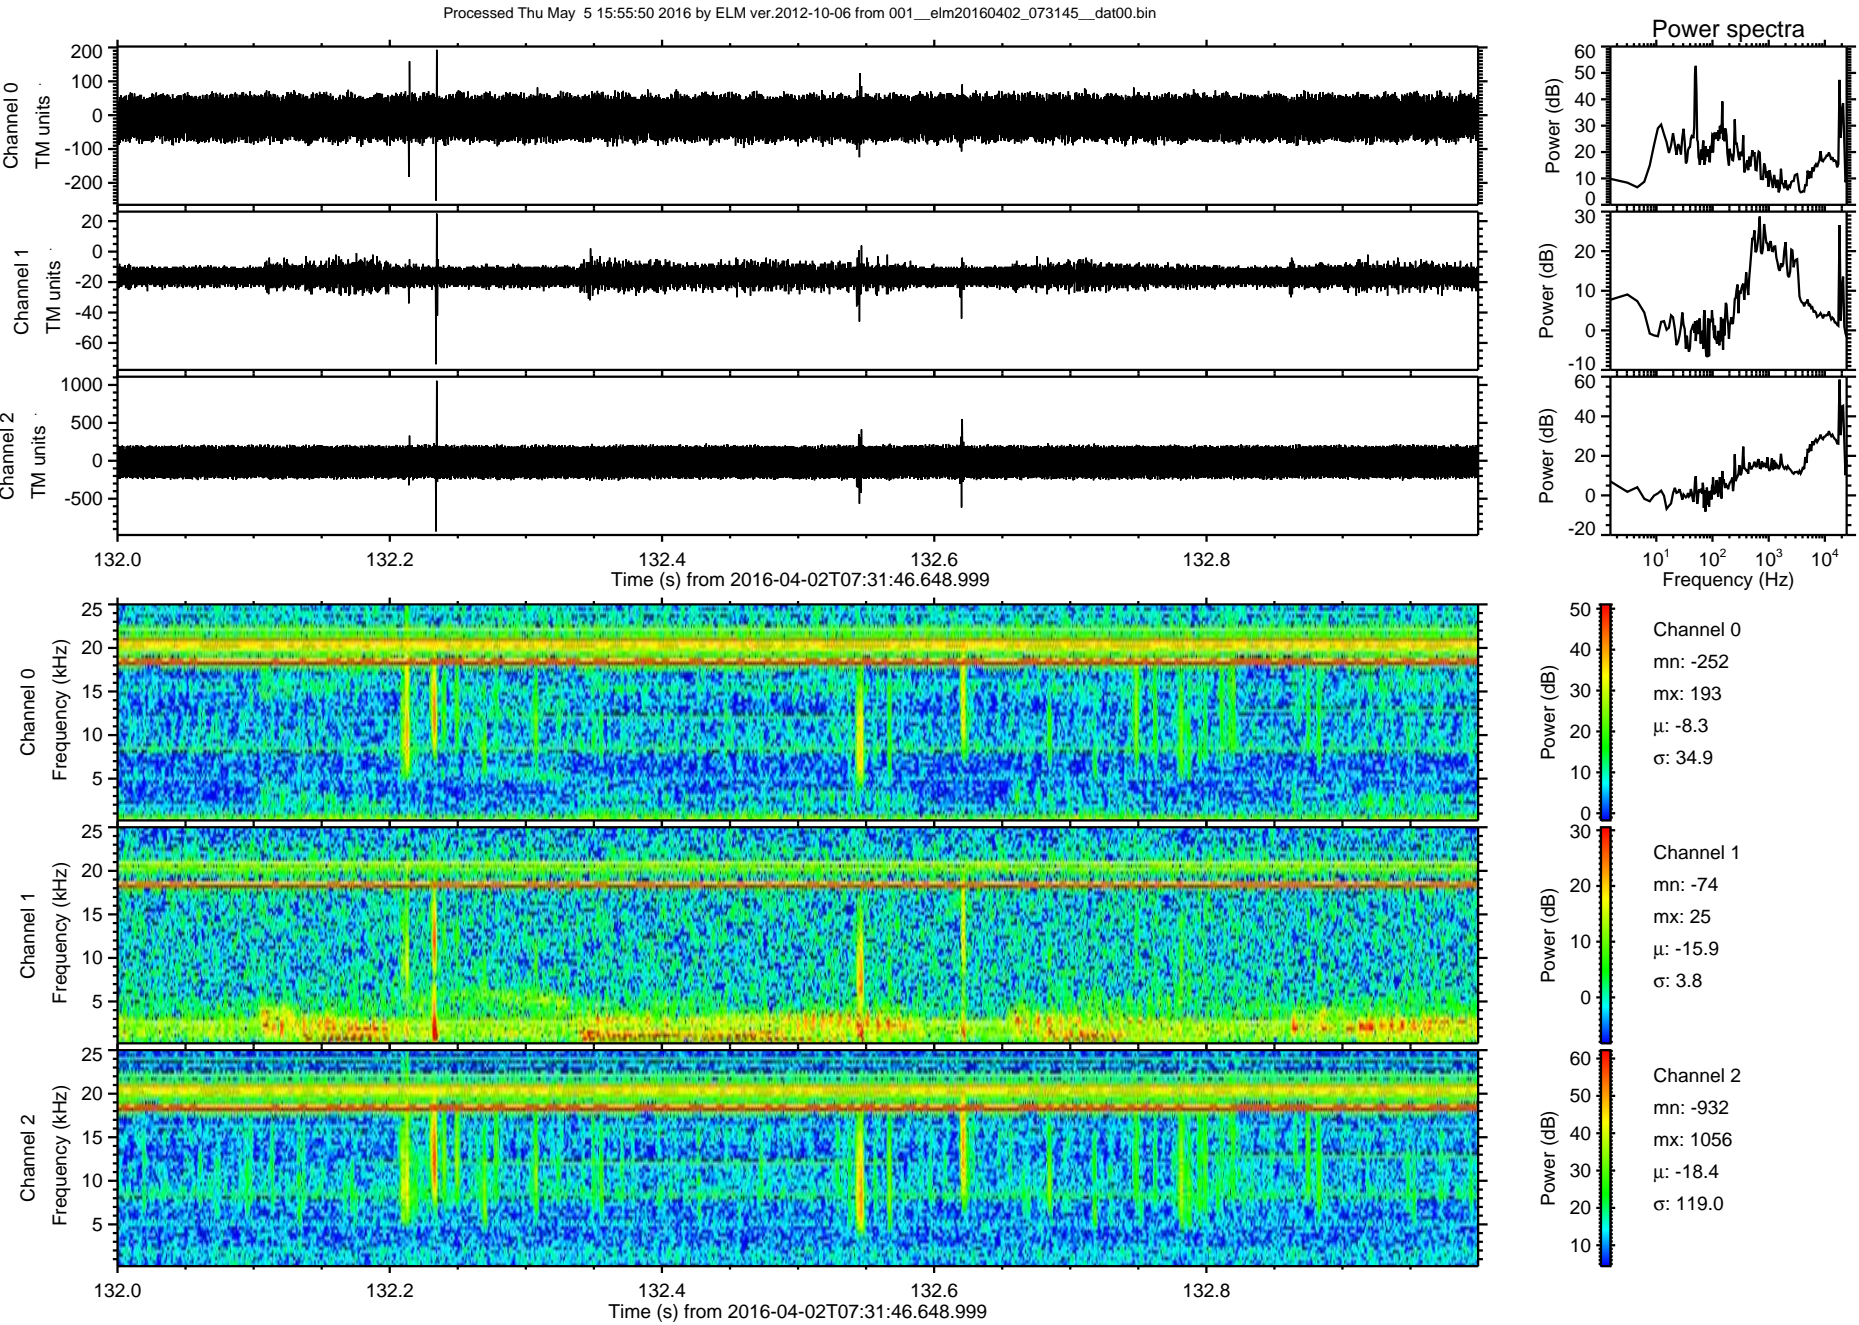 Processed Thu May  5 15:55:50 2016 by ELM ver.2012-10-06 from 001__elm20160402_073145__dat00.bin
Power spectra
Channel 0
TM units
200
100
0
-100
-200
Power (dB)
60
50
40
30
20
10
0
Channel 1
TM units
20
0
-20
-40
-60
Power (dB)
30
20
10
0
-10
Channel 2
TM units
1000
500
0
-500
Power (dB)
60
40
20
0
-20
132.0 132.2 132.4 132.6 132.8
Time (s) from 2016-04-02T07:31:46.648.999
10^1 10^2 10^3 10^4
Frequency (Hz)
Channel 0
Frequency (kHz)
25
20
15
10
5
Power (dB)
50
40
30
20
10
0
Channel 0
mn: -252
mx: 193
μ: -8.3
σ: 34.9
Channel 1
Frequency (kHz)
25
20
15
10
5
Power (dB)
30
20
10
0
Channel 1
mn: -74
mx: 25
μ: -15.9
σ: 3.8
Channel 2
Frequency (kHz)
25
20
15
10
5
Power (dB)
60
50
40
30
20
10
Channel 2
mn: -932
mx: 1056
μ: -18.4
σ: 119.0
132.0 132.2 132.4 132.6 132.8
Time (s) from 2016-04-02T07:31:46.648.999